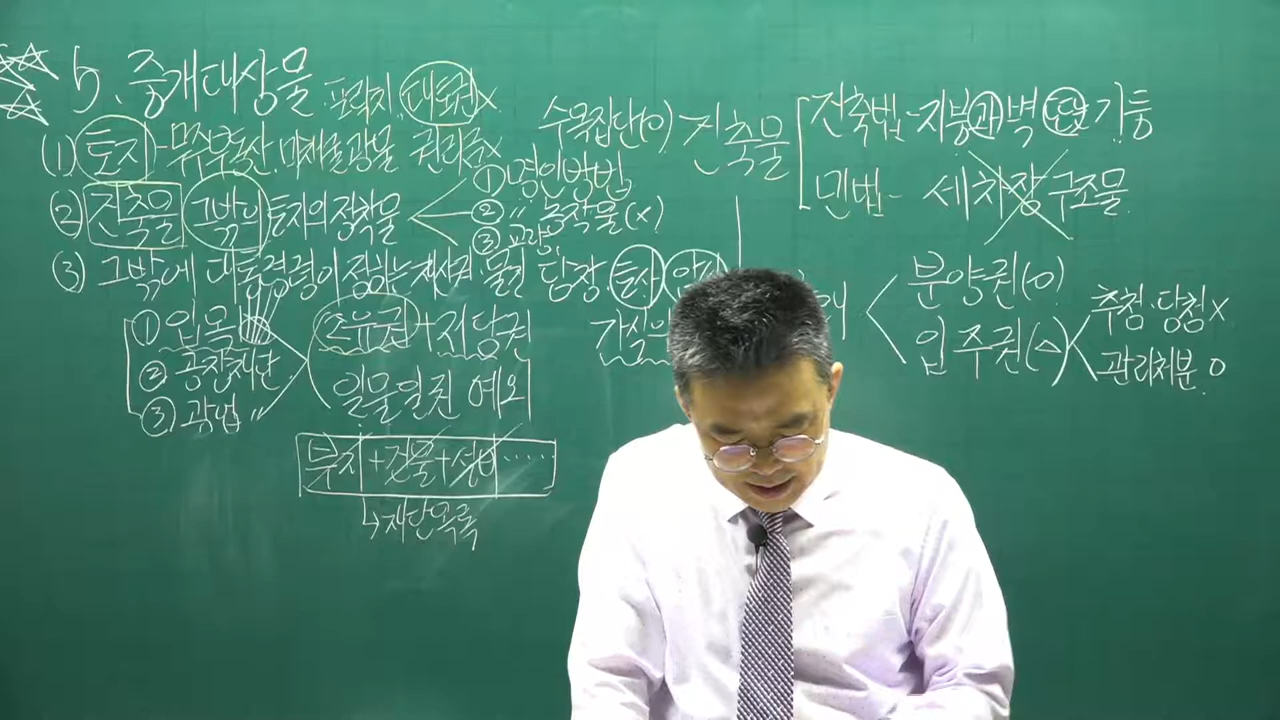 5. 중개대상물 포락지, 대토권 x
(1) 토지 - 무주부동산, 미채굴광물 권리금 x
(2) 건축물 그밖의 토지의 정착물
① 명인방법
② 〃 농작물(x)
③ 교량
(3) 그밖에 대통령령이 정하는 재산권 물건
① 입목
② 공장재단
③ 광업 〃
소유권 + 저당권
일물일권 예외
부지 + 건물 + 설비 ······
↳ 재단목록
수목집단(o) - 건축물
건축법 - 지붕과 벽 또는 기둥
민법 - 세차장구조물
분양권(o)
입주권(△)
추첨·당첨 x
관리처분 o